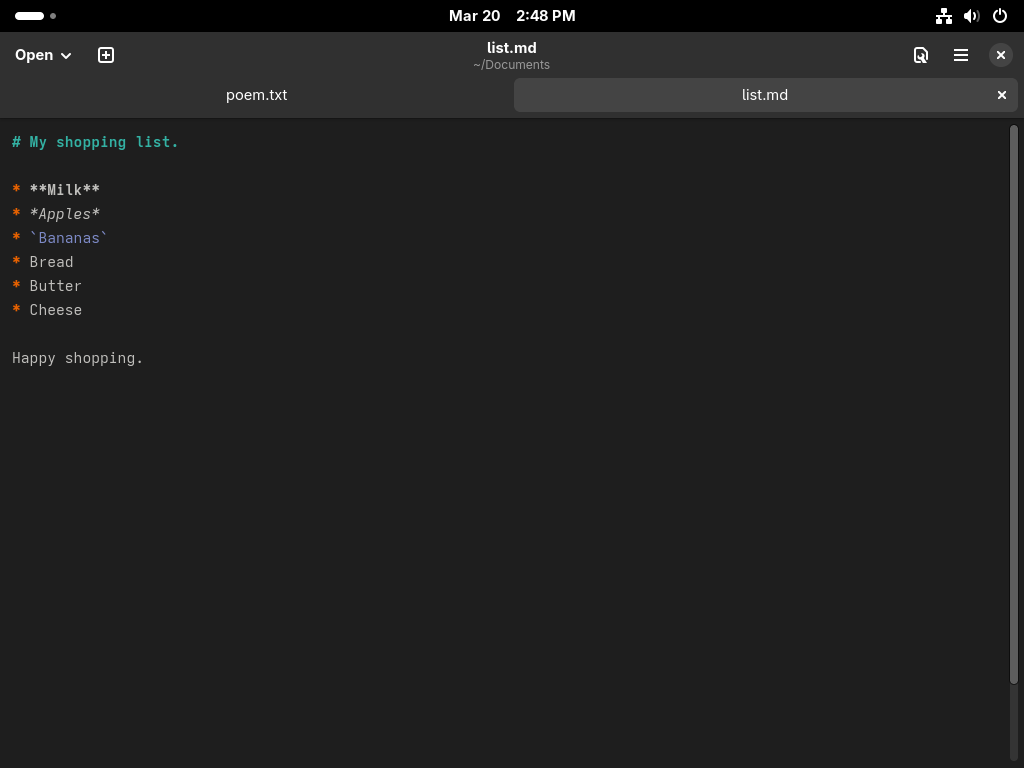 Mar 20 2:48 PM
Open
list.md
~/Documents
poem.txt
list.md
# My shopping list.
* **Milk**
* *Apples*
* `Bananas`
* Bread
* Butter
* Cheese
Happy shopping.